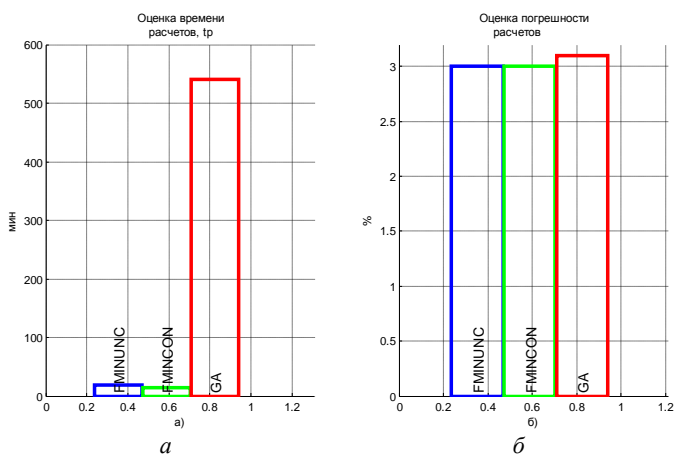 Оценка времени
расчетов, tp
600
500
400
300
200
100
0
мин
FMINUNC
FMINCON
GA
0 0.2 0.4 0.6 0.8 1 1.2
а)
а
Оценка погрешности
расчетов
3
2.5
2
1.5
1
0.5
0
%
FMINUNC
FMINCON
GA
0 0.2 0.4 0.6 0.8 1 1.2
б)
б